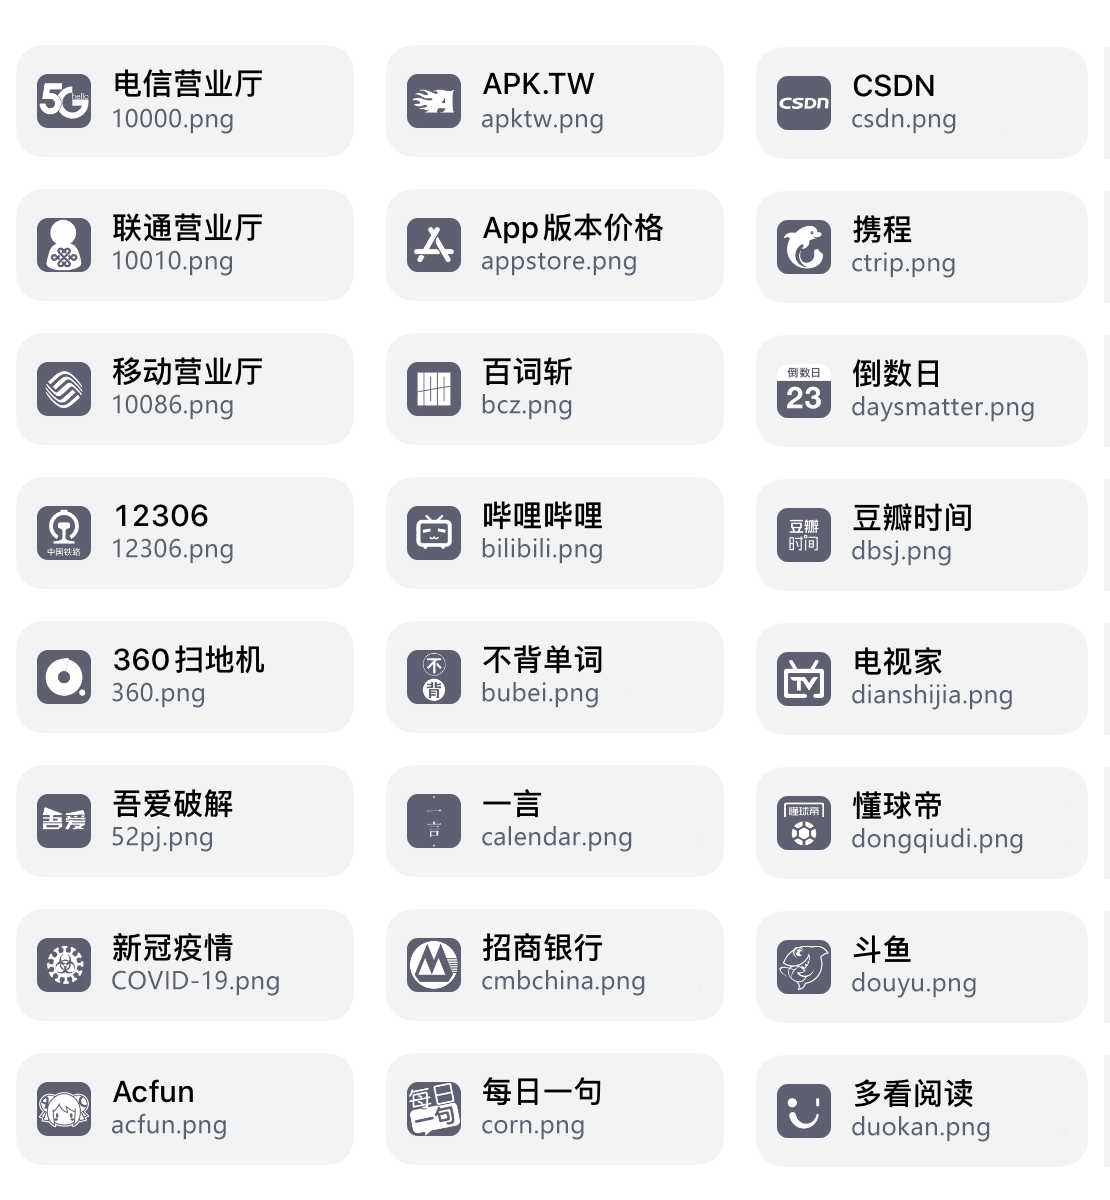 5G
hello
电信营业厅
10000.png
APK.TW
apktw.png
CSDN
CSDN
csdn.png
联通营业厅
10010.png
App版本价格
appstore.png
携程
ctrip.png
移动营业厅
10086.png
100
百词斩
bcz.png
倒数日
23
倒数日
daysmatter.png
中国铁路
12306
12306.png
哔哩哔哩
bilibili.png
豆瓣
时间
豆瓣时间
dbsj.png
360扫地机
360.png
不
背
不背单词
bubei.png
TV
电视家
dianshijia.png
吾爱
吾爱破解
52pj.png
一
言
一言
calendar.png
懂球帝
懂球帝
dongqiudi.png
新冠疫情
COVID-19.png
招商银行
cmbchina.png
斗鱼
douyu.png
Acfun
acfun.png
每日
一句
每日一句
corn.png
多看阅读
duokan.png